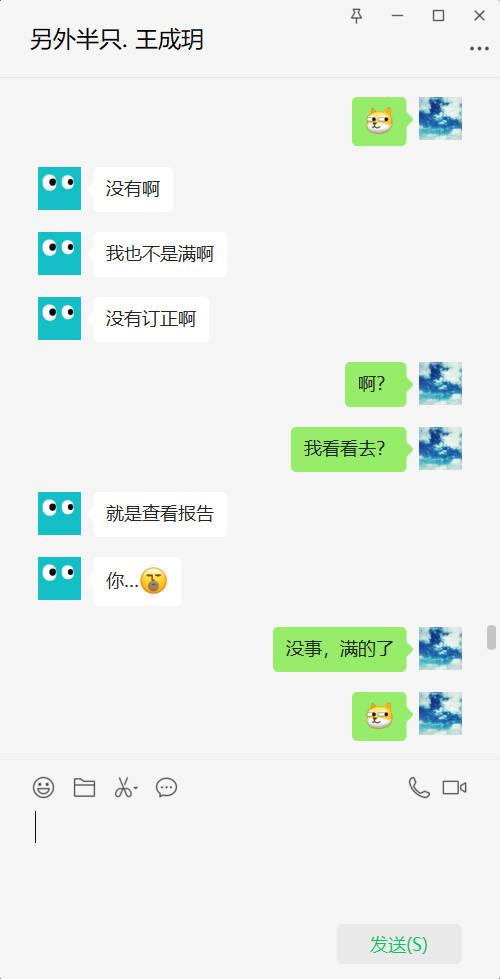 另外半只. 王成玥
没有啊
我也不是满啊
没有订正啊
啊？
我看看去？
就是查看报告
你...
没事，满的了
发送(S)